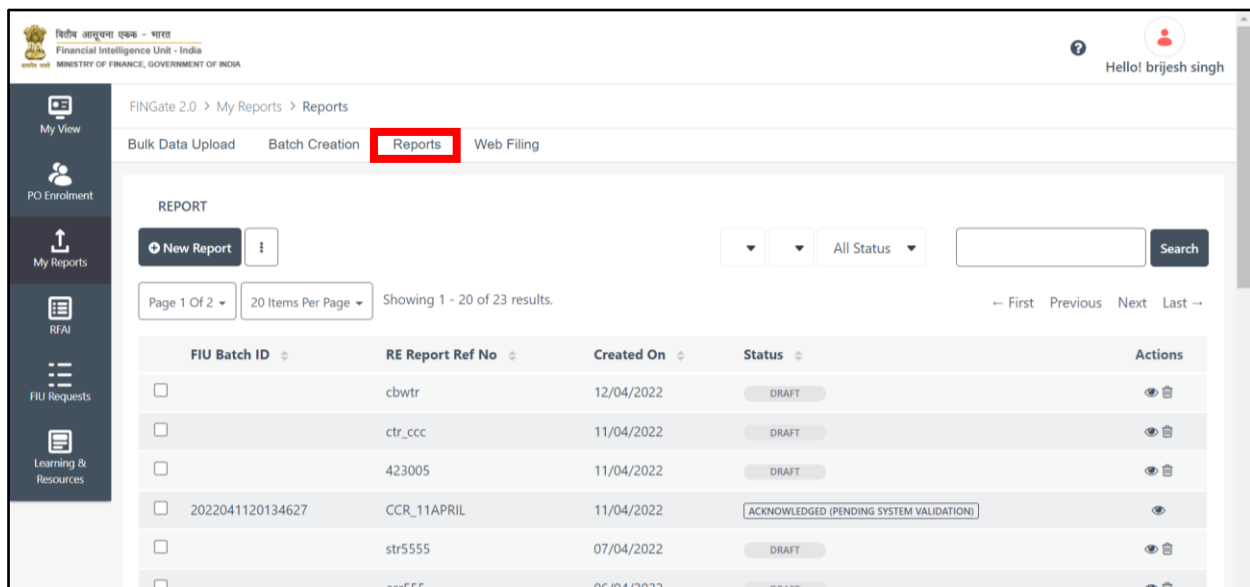 वित्तीय आसूचना एकक - भारत
Financial Intelligence Unit - India
MINISTRY OF FINANCE, GOVERNMENT OF INDIA
Hello! brijesh singh
My View
PO Enrolment
My Reports
RFAI
FIU Requests
Learning &
Resources
FINGate 2.0 > My Reports > Reports
Bulk Data Upload Batch Creation Reports Web Filing
REPORT
New Report All Status Search
Page 1 Of 2 20 Items Per Page Showing 1 - 20 of 23 results. ← First Previous Next Last →
FIU Batch ID RE Report Ref No Created On Status Actions
cbwtr 12/04/2022 DRAFT
ctr_ccc 11/04/2022 DRAFT
423005 11/04/2022 DRAFT
2022041120134627 CCR_11APRIL 11/04/2022 ACKNOWLEDGED (PENDING SYSTEM VALIDATION)
str5555 07/04/2022 DRAFT